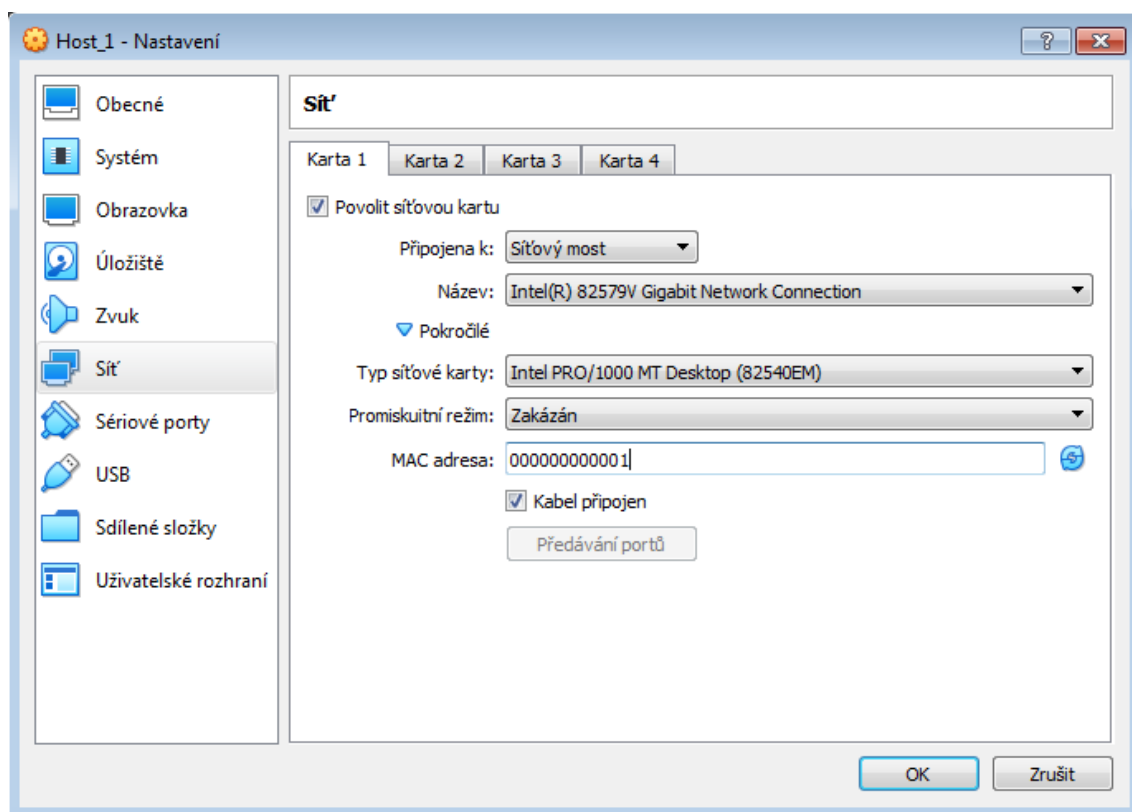 Host_1 - Nastavení
Obecné
Systém
Obrazovka
Úložiště
Zvuk
Síť
Sériové porty
USB
Sdílené složky
Uživatelské rozhraní
Síť
Karta 1 Karta 2 Karta 3 Karta 4
Povolit síťovou kartu
Připojena k: Síťový most
Název: Intel(R) 82579V Gigabit Network Connection
Pokročilé
Typ síťové karty: Intel PRO/1000 MT Desktop (82540EM)
Promiskuitní režim: Zakázán
MAC adresa: 000000000001
Kabel připojen
Předávání portů
OK Zrušit